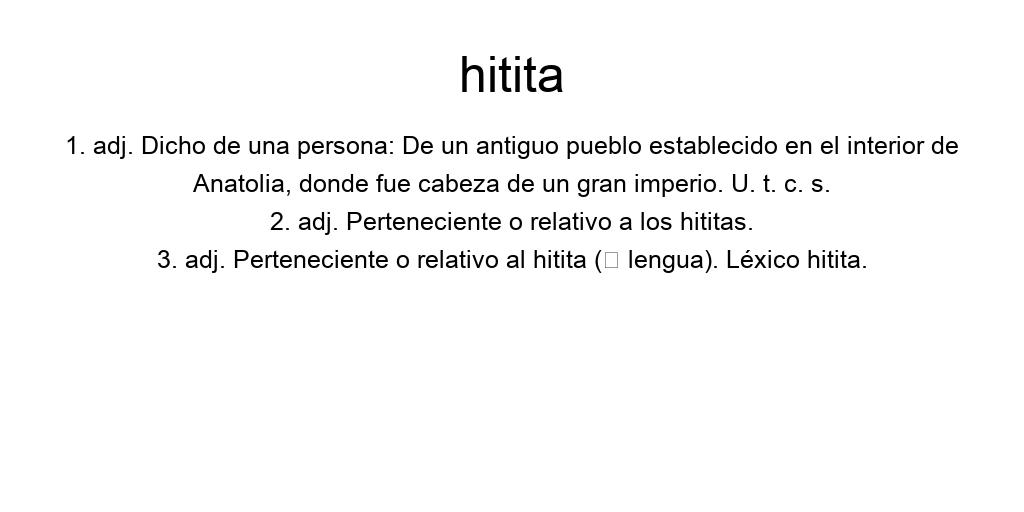 hitita
1. adj. Dicho de una persona: De un antiguo pueblo establecido en el interior de
Anatolia, donde fue cabeza de un gran imperio. U. t. c. s.
2. adj. Perteneciente o relativo a los hititas.
3. adj. Perteneciente o relativo al hitita (□ lengua). Léxico hitita.